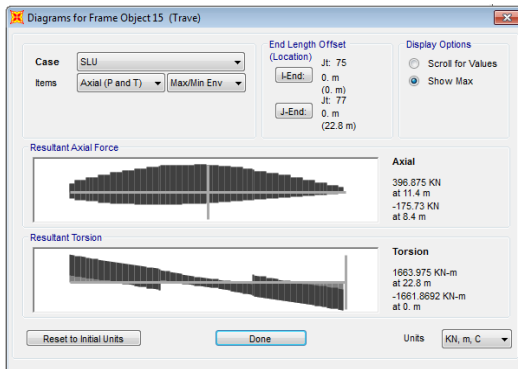 Diagrams for Frame Object 15 (Trave)
Case
SLU
Items
Axial (P and T)
Max/Min Env
End Length Offset
(Location)
I-End:
Jt: 75
0. m
(0. m)
J-End:
Jt: 77
0. m
(22.8 m)
Display Options
Scroll for Values
Show Max
Resultant Axial Force
Axial
396.875 KN
at 11.4 m
-175.73 KN
at 8.4 m
Resultant Torsion
Torsion
1663.975 KN-m
at 22.8 m
-1661.8692 KN-m
at 0. m
Reset to Initial Units
Done
Units
KN, m, C